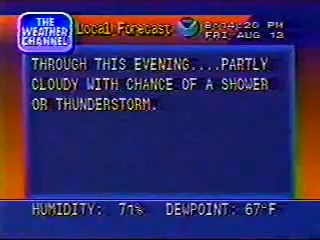 THE
WEATHER
CHANNEL
Local Forecast
8:34:20 PM
FRI AUG 13
THROUGH THIS EVENING....PARTLY
CLOUDY WITH CHANCE OF A SHOWER
OR THUNDERSTORM.
HUMIDITY: 71% DEWPOINT: 67°F